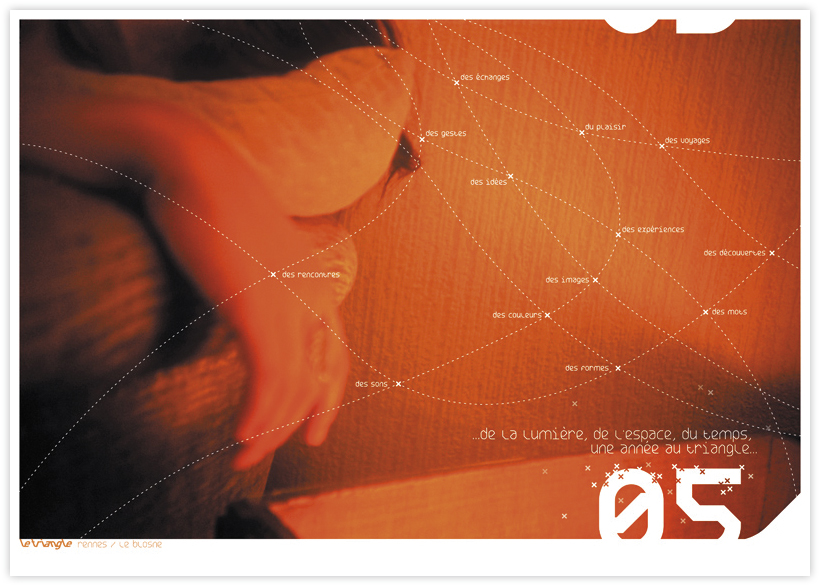 des échanges
du plaisir
des gestes
des voyages
des idées
des expériences
des découvertes
des rencontres
des images
des couleurs
des mots
des formes
des sons
...de la lumière, de l'espace, du temps,
une année au triangle...
05
le triangle rennes / le blosne